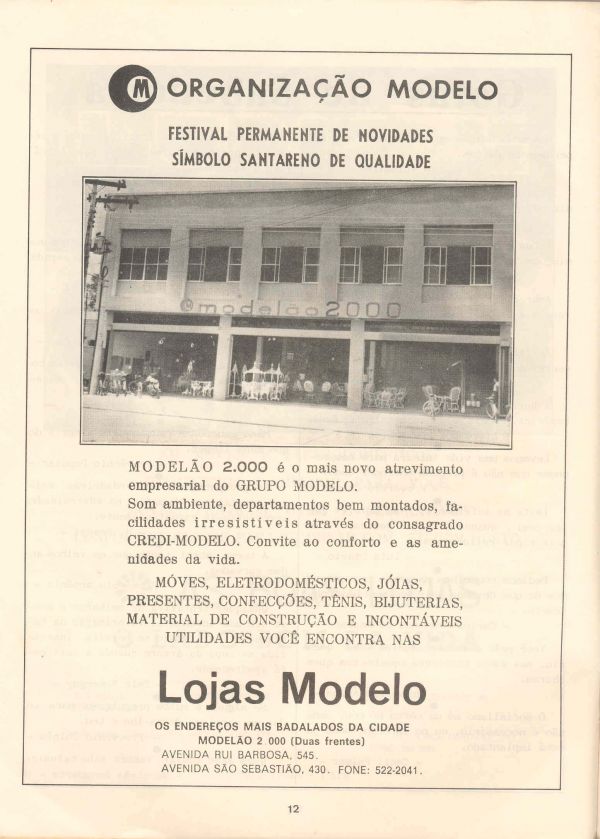 M ORGANIZAÇÃO MODELO
FESTIVAL PERMANENTE DE NOVIDADES
SÍMBOLO SANTARENO DE QUALIDADE
modelão 2000
MODELÃO 2.000 é o mais novo atrevimento
empresarial do GRUPO MODELO.
Som ambiente, departamentos bem montados, fa-
cilidades irresistíveis através do consagrado
CREDI-MODELO. Convite ao conforto e as ame-
nidades da vida.
MÓVES, ELETRODOMÉSTICOS, JÓIAS,
PRESENTES, CONFECÇÕES, TÊNIS, BIJUTERIAS,
MATERIAL DE CONSTRUÇÃO E INCONTÁVEIS
UTILIDADES VOCÊ ENCONTRA NAS
Lojas Modelo
OS ENDEREÇOS MAIS BADALADOS DA CIDADE
MODELÃO 2 000 (Duas frentes)
AVENIDA RUI BARBOSA, 545.
AVENIDA SÃO SEBASTIÃO, 430. FONE: 522-2041.
12